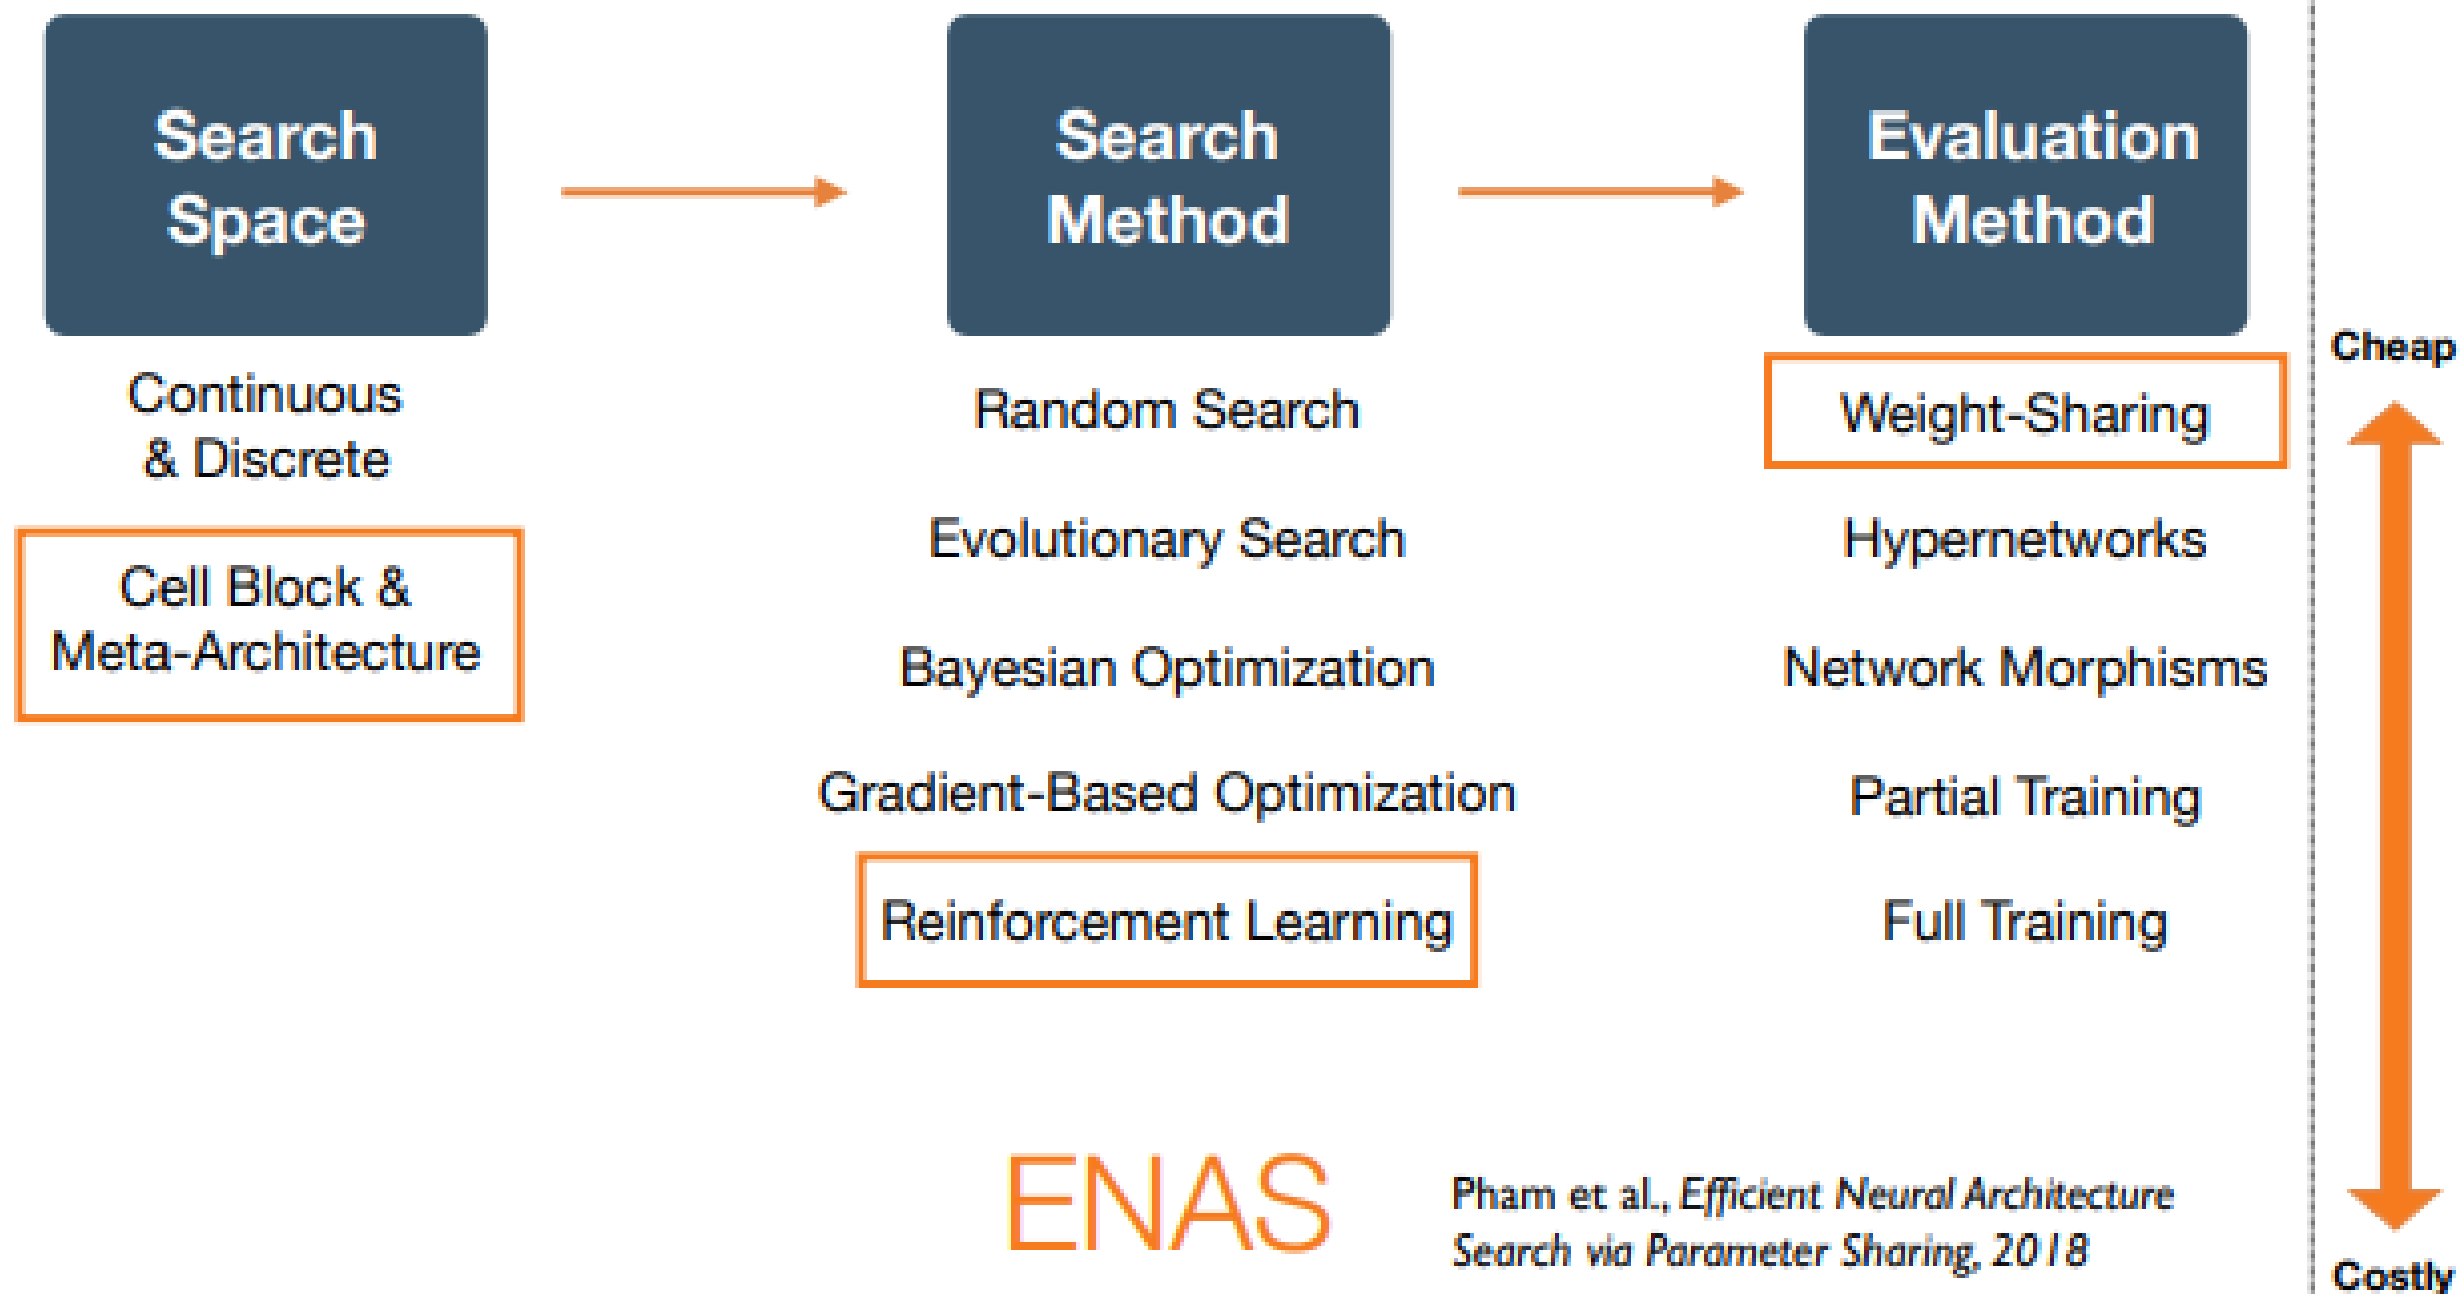 Search
Space
Search
Method
Evaluation
Method
Continuous
& Discrete
Cell Block &
Meta-Architecture
Random Search
Evolutionary Search
Bayesian Optimization
Gradient-Based Optimization
Reinforcement Learning
Weight-Sharing
Hypernetworks
Network Morphisms
Partial Training
Full Training
Cheap
Costly
ENAS
Pham et al., Efficient Neural Architecture
Search via Parameter Sharing, 2018